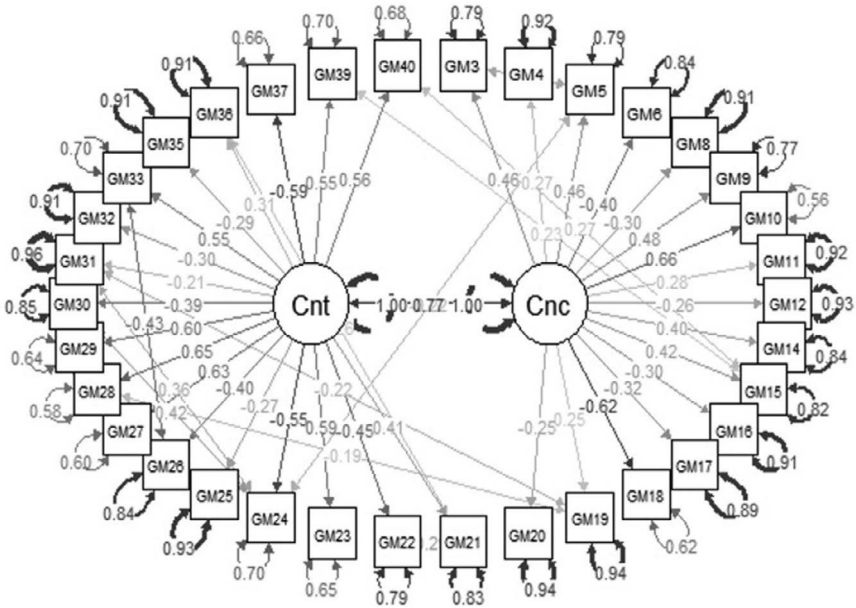 0.70 0.68 0.79 0.92
0.66 0.79
GM39 GM40 GM3 GM4
0.91 GM37 GM5 0.84
GM36 GM6
0.91 GM35 GM8 0.91
0.70 GM33 GM9 0.77
0.91 GM32 GM10 0.56
0.96 GM31 GM11 0.92
0.85 GM30 GM12 0.93
0.64 GM29 GM14 0.84
0.58 GM28 GM15 0.82
0.60 GM27 GM16 0.91
0.84 GM26 GM17 0.89
0.93 GM25 GM18 0.62
GM24 GM19
0.70 GM23 GM22 GM21 GM20 0.94
0.65 0.79 0.83 0.94
Cnt Cnc
1.00 0.77 1.00
-0.59 0.55 0.56 0.46 0.27 0.46 -0.40
0.31 -0.29 0.55 -0.30 -0.21 -0.39
0.60 0.65 0.63 -0.40 -0.27 -0.55 0.59 -0.45 0.41
-0.43 0.36 0.42 -0.22 -0.19
0.23 0.27 -0.30 0.48 0.66 0.28 -0.26
0.40 0.42 -0.30 -0.32 -0.62 0.25 -0.25